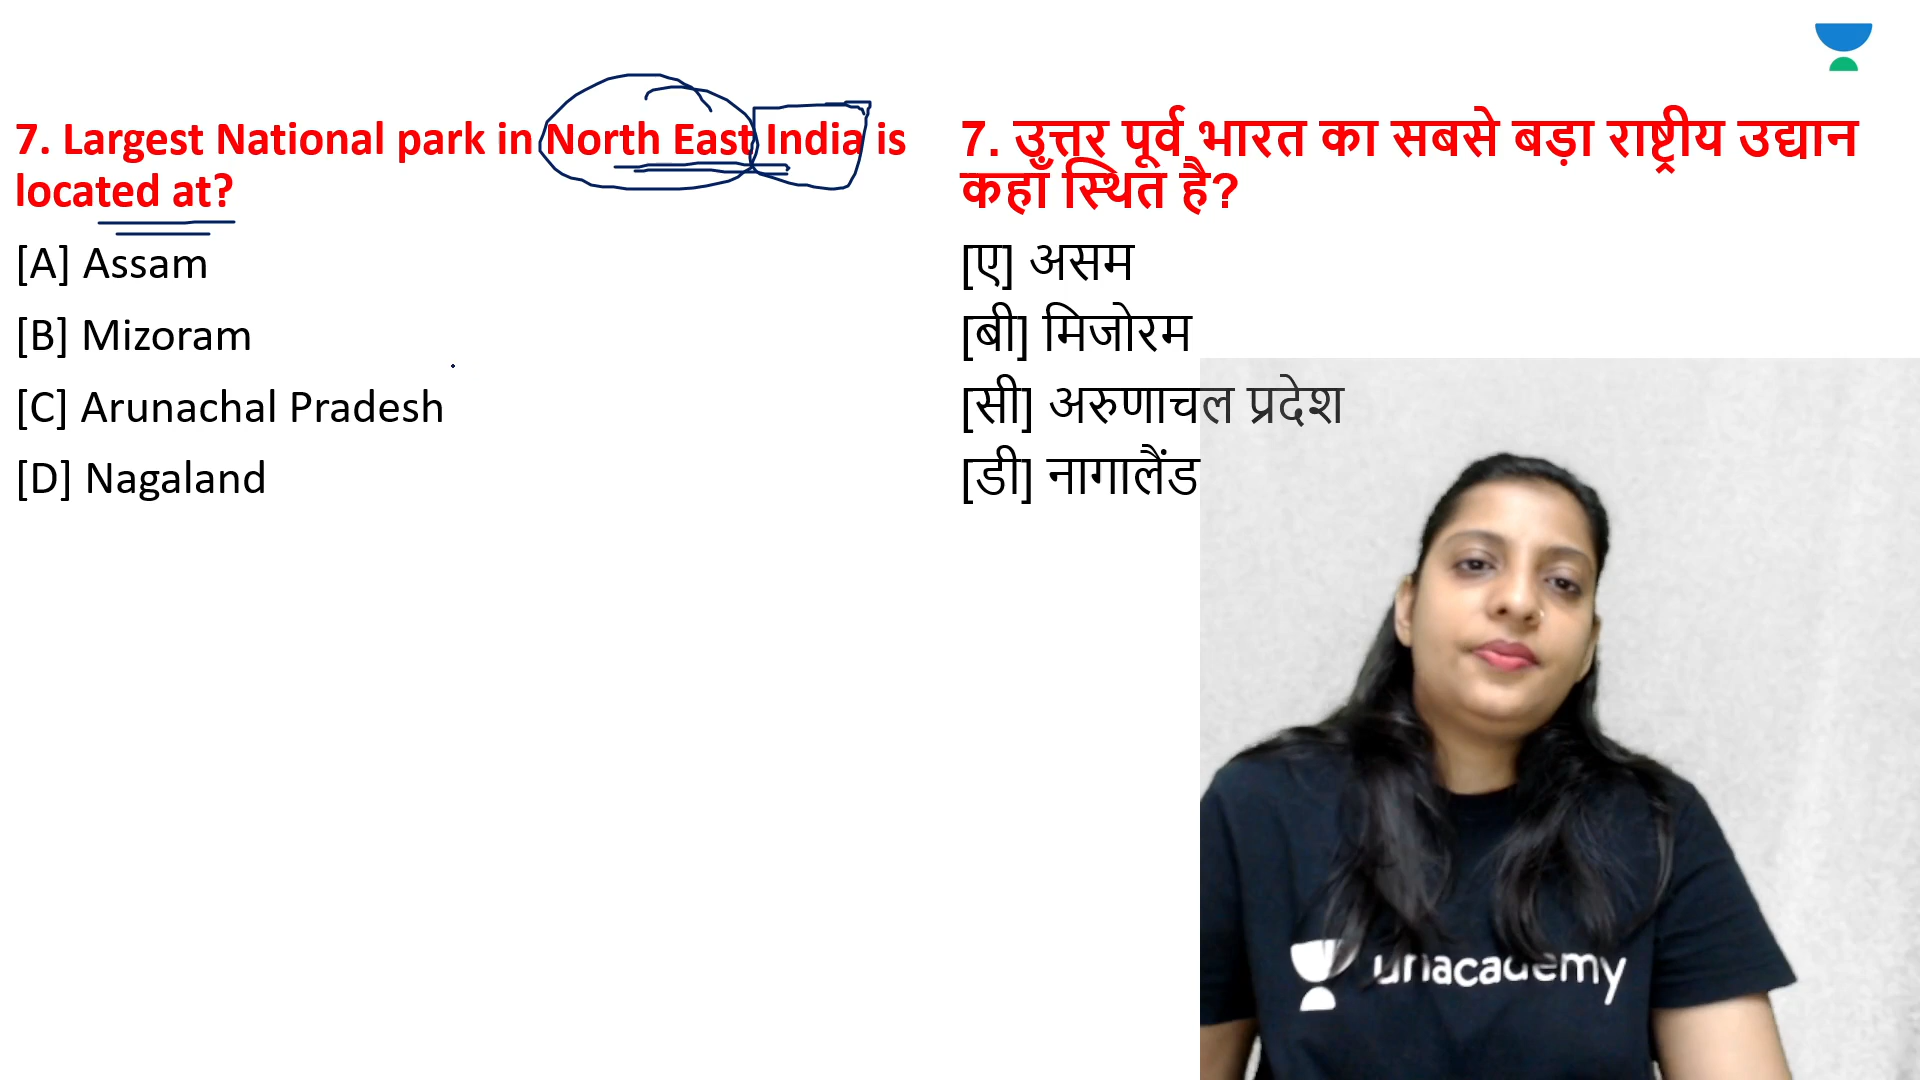 7. Largest National park in North East India is
located at?
[A] Assam
[B] Mizoram
[C] Arunachal Pradesh
[D] Nagaland
7. उत्तर पूर्व भारत का सबसे बड़ा राष्ट्रीय उद्यान
कहाँ स्थित है?
[ए] असम
[बी] मिजोरम
[सी] अरुणाचल प्रदेश
[डी] नागालैंड
unacademy